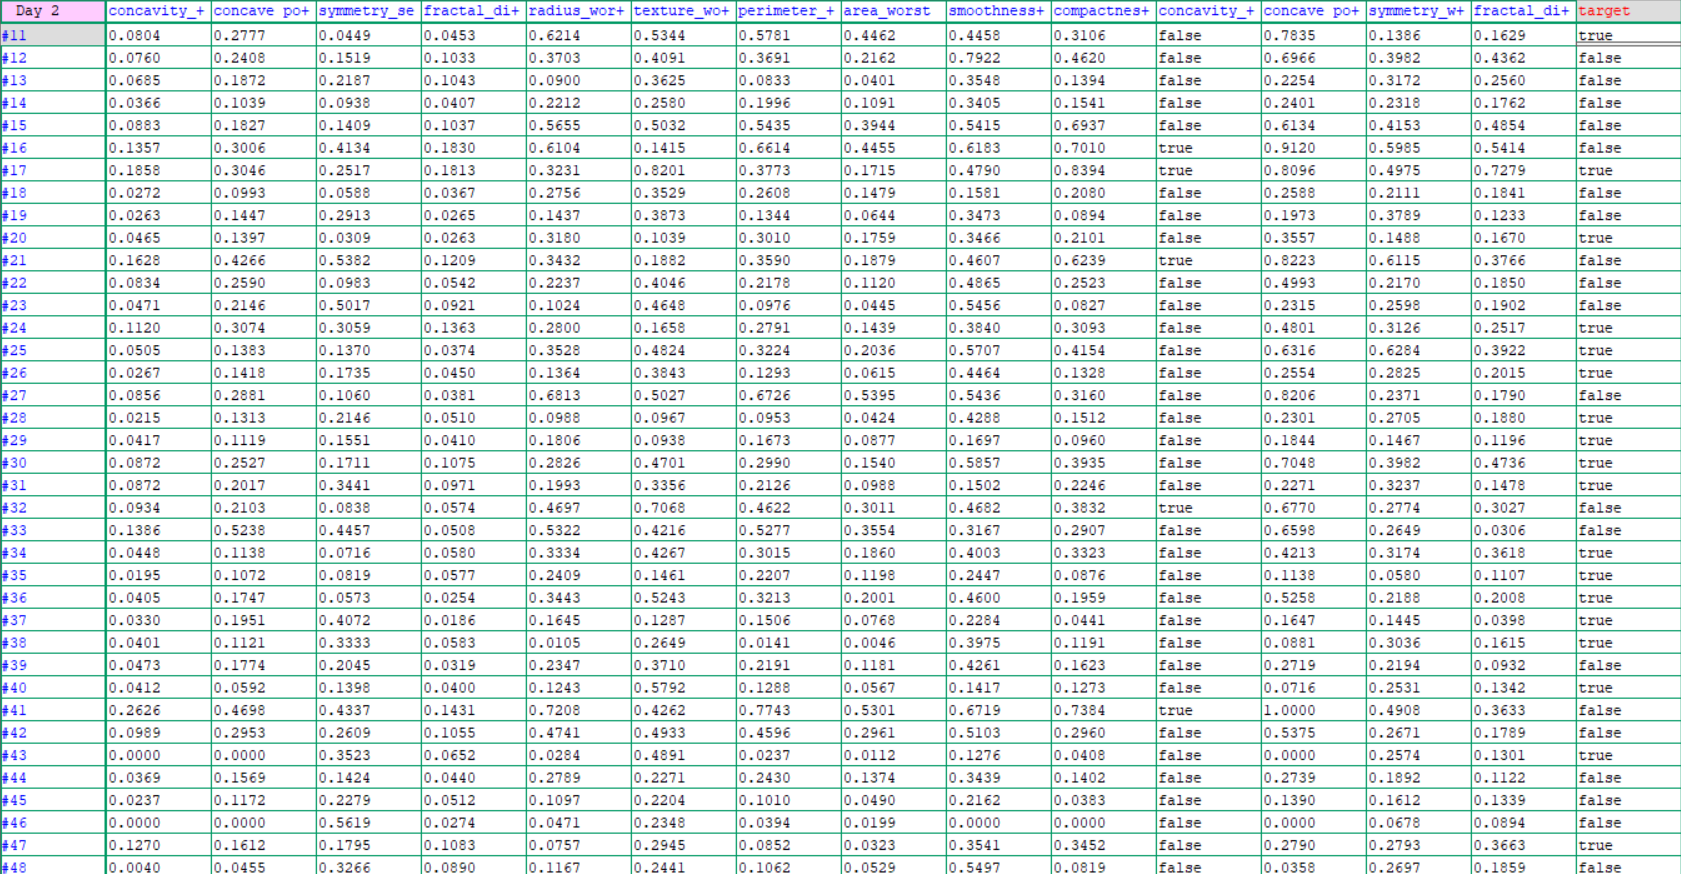 Day 2 concavity_+ concave po+ symmetry_se fractal_di+ radius_wor+ texture_wo+ perimeter_+ area_worst smoothness+ compactnes+ concavity_+ concave po+ symmetry_w+ fractal_di+ target
#11 0.0804 0.2777 0.0449 0.0453 0.6214 0.5344 0.5781 0.4462 0.4458 0.3106 false 0.7835 0.1386 0.1629 true
#12 0.0760 0.2408 0.1519 0.1033 0.3703 0.4091 0.3691 0.2162 0.7922 0.4620 false 0.6966 0.3982 0.4362 false
#13 0.0685 0.1872 0.2187 0.1043 0.0900 0.3625 0.0833 0.0401 0.3548 0.1394 false 0.2254 0.3172 0.2560 false
#14 0.0366 0.1039 0.0938 0.0407 0.2212 0.2580 0.1996 0.1091 0.3405 0.1541 false 0.2401 0.2318 0.1762 false
#15 0.0883 0.1827 0.1409 0.1037 0.5655 0.5032 0.5435 0.3944 0.5415 0.6937 false 0.6134 0.4153 0.4854 false
#16 0.1357 0.3006 0.4134 0.1830 0.6104 0.1415 0.6614 0.4455 0.6183 0.7010 true 0.9120 0.5985 0.5414 false
#17 0.1858 0.3046 0.2517 0.1813 0.3231 0.8201 0.3773 0.1715 0.4790 0.8394 true 0.8096 0.4975 0.7279 true
#18 0.0272 0.0993 0.0588 0.0367 0.2756 0.3529 0.2608 0.1479 0.1581 0.2080 false 0.2588 0.2111 0.1841 false
#19 0.0263 0.1447 0.2913 0.0265 0.1437 0.3873 0.1344 0.0644 0.3473 0.0894 false 0.1973 0.3789 0.1233 false
#20 0.0465 0.1397 0.0309 0.0263 0.3180 0.1039 0.3010 0.1759 0.3466 0.2101 false 0.3557 0.1488 0.1670 true
#21 0.1628 0.4266 0.5382 0.1209 0.3432 0.1882 0.3590 0.1879 0.4607 0.6239 true 0.8223 0.6115 0.3766 false
#22 0.0834 0.2590 0.0983 0.0542 0.2237 0.4046 0.2178 0.1120 0.4865 0.2523 false 0.4993 0.2170 0.1850 false
#23 0.0471 0.2146 0.5017 0.0921 0.1024 0.4648 0.0976 0.0445 0.5456 0.0827 false 0.2315 0.2598 0.1902 false
#24 0.1120 0.3074 0.3059 0.1363 0.2800 0.1658 0.2791 0.1439 0.3840 0.3093 false 0.4801 0.3126 0.2517 true
#25 0.0505 0.1383 0.1370 0.0374 0.3528 0.4824 0.3224 0.2036 0.5707 0.4154 false 0.6316 0.6284 0.3922 true
#26 0.0267 0.1418 0.1735 0.0450 0.1364 0.3843 0.1293 0.0615 0.4464 0.1328 false 0.2554 0.2825 0.2015 true
#27 0.0856 0.2881 0.1060 0.0381 0.6813 0.5027 0.6726 0.5395 0.5436 0.3160 false 0.8206 0.2371 0.1790 false
#28 0.0215 0.1313 0.2146 0.0510 0.0988 0.0967 0.0953 0.0424 0.4288 0.1512 false 0.2301 0.2705 0.1880 true
#29 0.0417 0.1119 0.1551 0.0410 0.1806 0.0938 0.1673 0.0877 0.1697 0.0960 false 0.1844 0.1467 0.1196 true
#30 0.0872 0.2527 0.1711 0.1075 0.2826 0.4701 0.2990 0.1540 0.5857 0.3935 false 0.7048 0.3982 0.4736 true
#31 0.0872 0.2017 0.3441 0.0971 0.1993 0.3356 0.2126 0.0988 0.1502 0.2246 false 0.2271 0.3237 0.1478 true
#32 0.0934 0.2103 0.0838 0.0574 0.4697 0.7068 0.4622 0.3011 0.4682 0.3832 true 0.6770 0.2774 0.3027 false
#33 0.1386 0.5238 0.4457 0.0508 0.5322 0.4216 0.5277 0.3554 0.3167 0.2907 false 0.6598 0.2649 0.0306 false
#34 0.0448 0.1138 0.0716 0.0580 0.3334 0.4267 0.3015 0.1860 0.4003 0.3323 false 0.4213 0.3174 0.3618 true
#35 0.0195 0.1072 0.0819 0.0577 0.2409 0.1461 0.2207 0.1198 0.2447 0.0876 false 0.1138 0.0580 0.1107 true
#36 0.0405 0.1747 0.0573 0.0254 0.3443 0.5243 0.3213 0.2001 0.4600 0.1959 false 0.5258 0.2188 0.2008 true
#37 0.0330 0.1951 0.4072 0.0186 0.1645 0.1287 0.1506 0.0768 0.2284 0.0441 false 0.1647 0.1445 0.0398 true
#38 0.0401 0.1121 0.3333 0.0583 0.0105 0.2649 0.0141 0.0046 0.3975 0.1191 false 0.0881 0.3036 0.1615 true
#39 0.0473 0.1774 0.2045 0.0319 0.2347 0.3710 0.2191 0.1181 0.4261 0.1623 false 0.2719 0.2194 0.0932 false
#40 0.0412 0.0592 0.1398 0.0400 0.1243 0.5792 0.1288 0.0567 0.1417 0.1273 false 0.0716 0.2531 0.1342 true
#41 0.2626 0.4698 0.4337 0.1431 0.7208 0.4262 0.7743 0.5301 0.6719 0.7384 true 1.0000 0.4908 0.3633 false
#42 0.0989 0.2953 0.2609 0.1055 0.4741 0.4933 0.4596 0.2961 0.5103 0.2960 false 0.5375 0.2671 0.1789 false
#43 0.0000 0.0000 0.3523 0.0652 0.0284 0.4891 0.0237 0.0112 0.1276 0.0408 false 0.0000 0.2574 0.1301 true
#44 0.0369 0.1569 0.1424 0.0440 0.2789 0.2271 0.2430 0.1374 0.3439 0.1402 false 0.2739 0.1892 0.1122 false
#45 0.0237 0.1172 0.2279 0.0512 0.1097 0.2204 0.1010 0.0490 0.2162 0.0383 false 0.1390 0.1612 0.1339 false
#46 0.0000 0.0000 0.5619 0.0274 0.0471 0.2348 0.0394 0.0199 0.0000 0.0000 false 0.0000 0.0678 0.0894 false
#47 0.1270 0.1612 0.1795 0.1083 0.0757 0.2945 0.0852 0.0323 0.3541 0.3452 false 0.2790 0.2793 0.3663 true
#48 0.0040 0.0455 0.3266 0.0890 0.1167 0.2441 0.1062 0.0529 0.5497 0.0819 false 0.0358 0.2697 0.1859 false